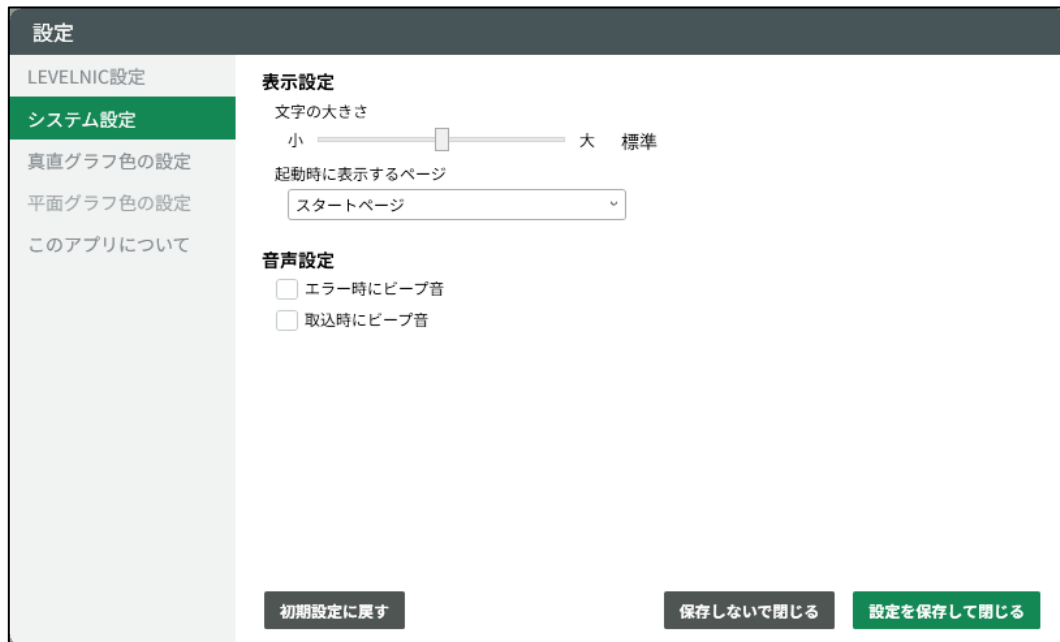 設定
LEVELNIC設定
システム設定
真直グラフ色の設定
平面グラフ色の設定
このアプリについて
表示設定
文字の大きさ
小 大 標準
起動時に表示するページ
スタートページ
音声設定
エラー時にビープ音
取込時にビープ音
初期設定に戻す 保存しないで閉じる 設定を保存して閉じる